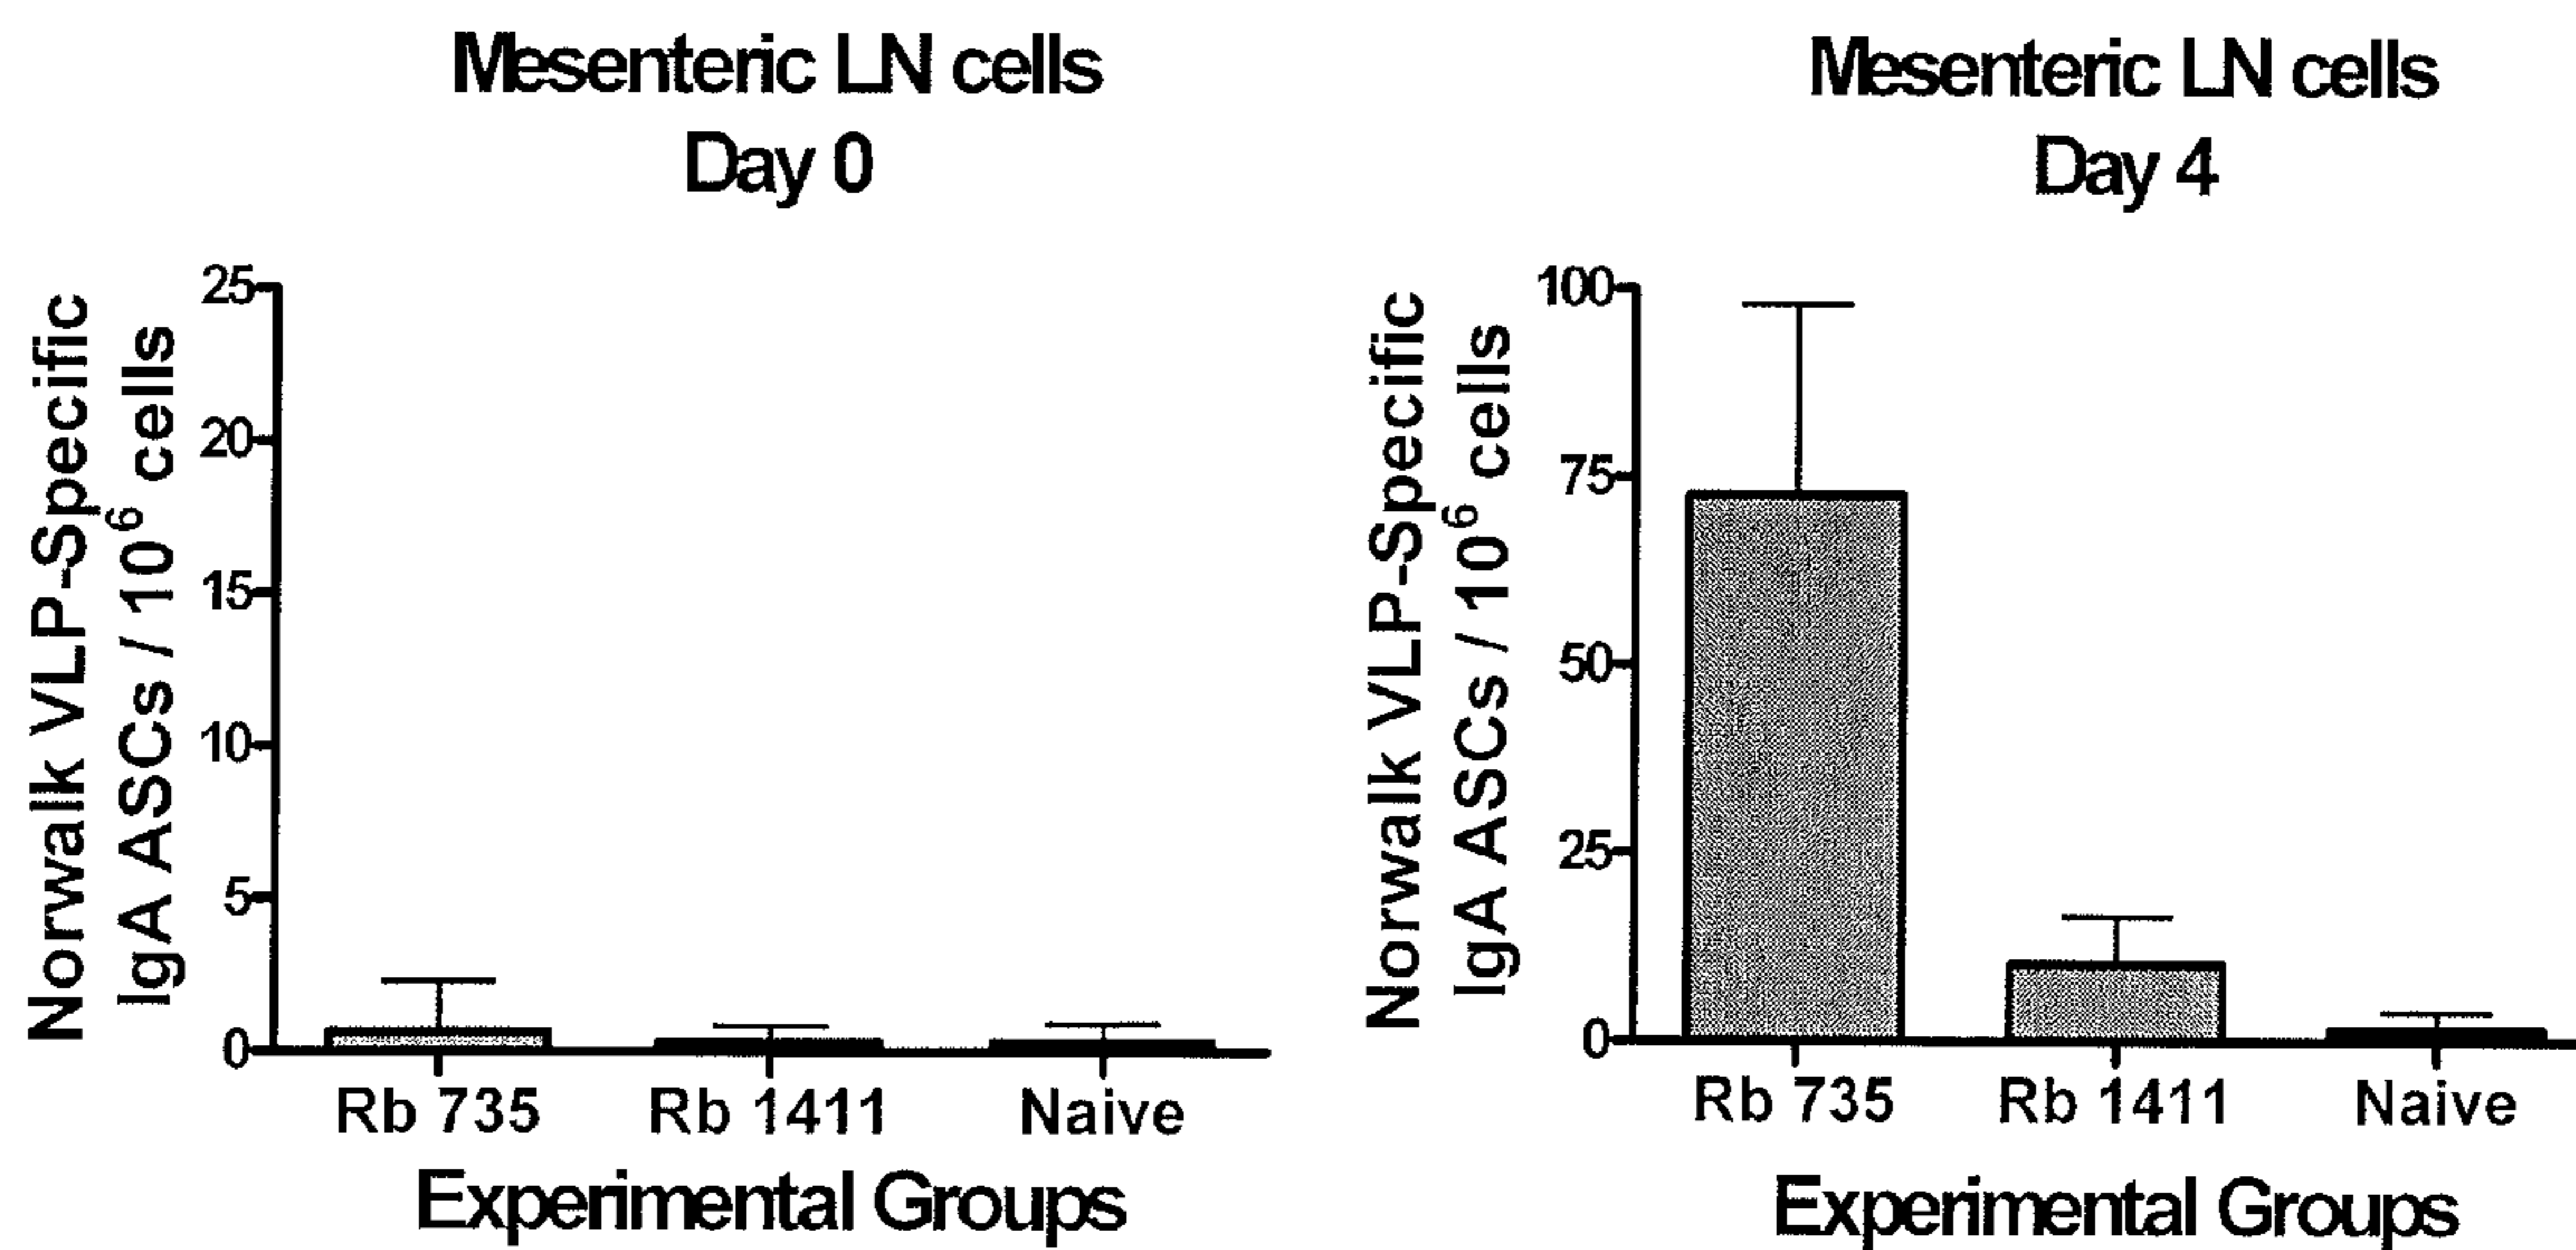 Mesenteric LN cells
Day 0
Norwalk VLP-Specific
IgA ASCs / 10⁶ cells
25
20
15
10
5
0
Rb 735 Rb 1411 Naive
Experimental Groups
Mesenteric LN cells
Day 4
Norwalk VLP-Specific
IgA ASCs / 10⁶ cells
100
75
50
25
0
Rb 735 Rb 1411 Naive
Experimental Groups